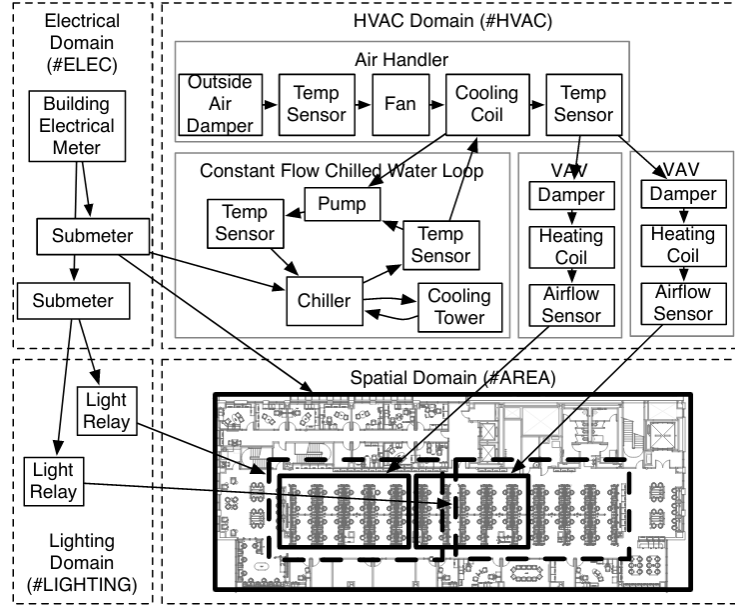 Electrical
Domain
(#ELEC)
Building
Electrical
Meter
Submeter
Submeter
HVAC Domain (#HVAC)
Air Handler
Outside
Air
Damper
Temp
Sensor
Fan
Cooling
Coil
Temp
Sensor
Constant Flow Chilled Water Loop
Pump
Temp
Sensor
Temp
Sensor
Chiller
Cooling
Tower
VAV
Damper
Heating
Coil
Airflow
Sensor
VAV
Damper
Heating
Coil
Airflow
Sensor
Light
Relay
Light
Relay
Lighting
Domain
(#LIGHTING)
Spatial Domain (#AREA)